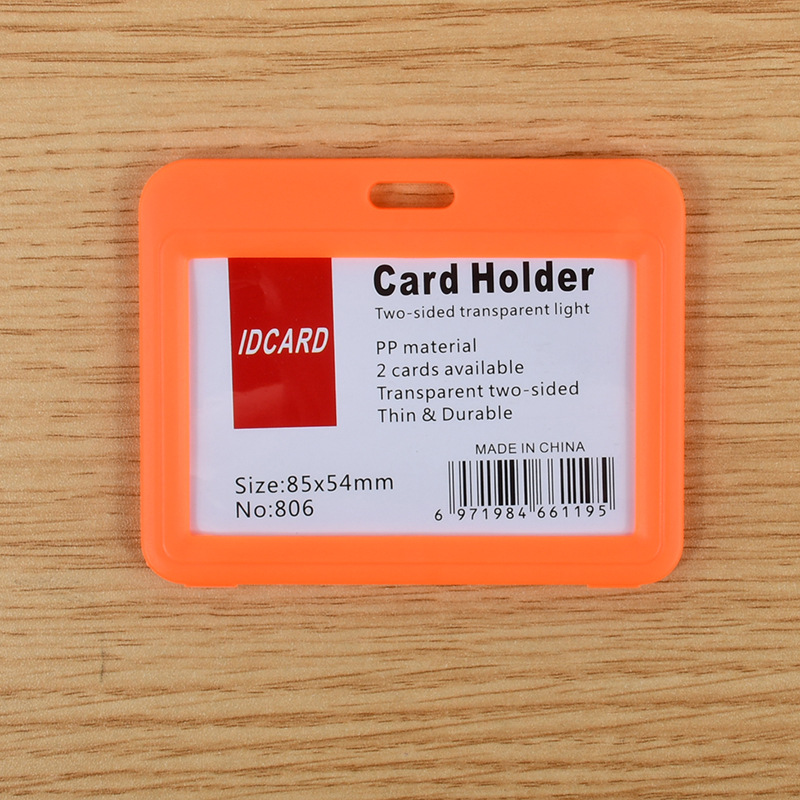 Card Holder
Two-sided transparent light
IDCARD
PP material
2 cards available
Transparent two-sided
Thin & Durable
MADE IN CHINA
Size:85x54mm
No:806
6 971984 661195